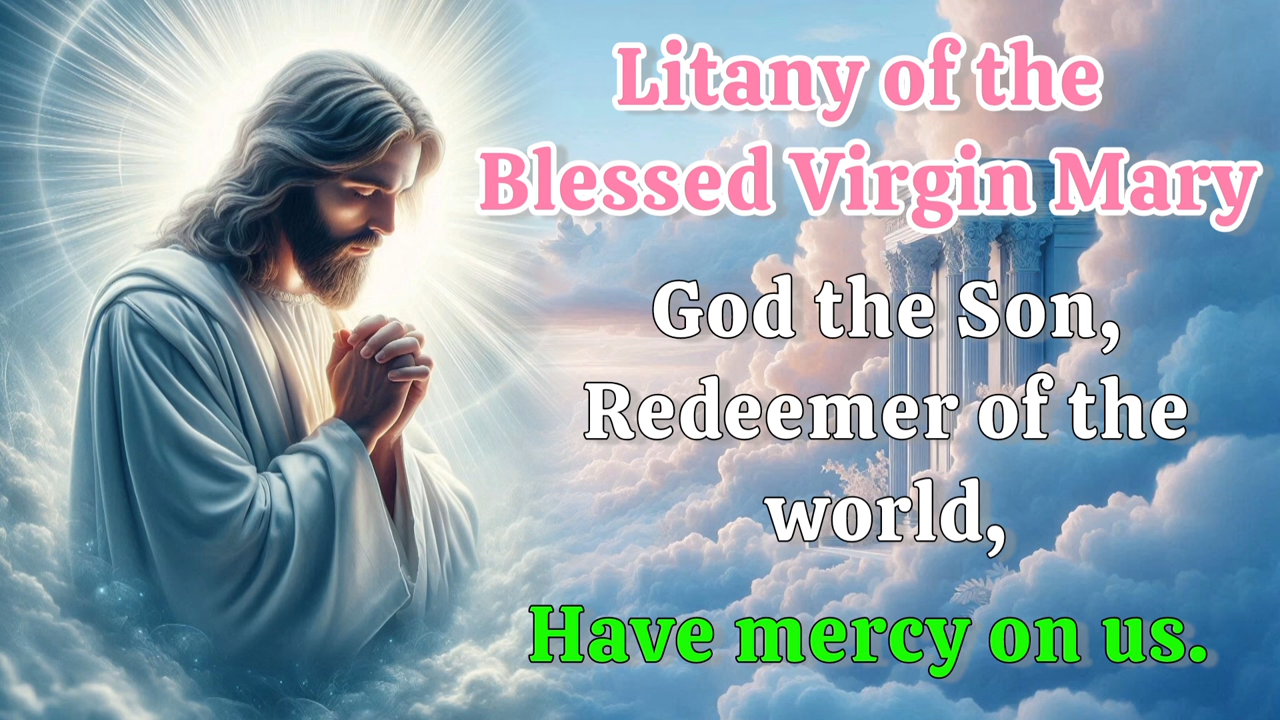 Litany of the
Blessed Virgin Mary
God the Son,
Redeemer of the
world,
Have mercy on us.